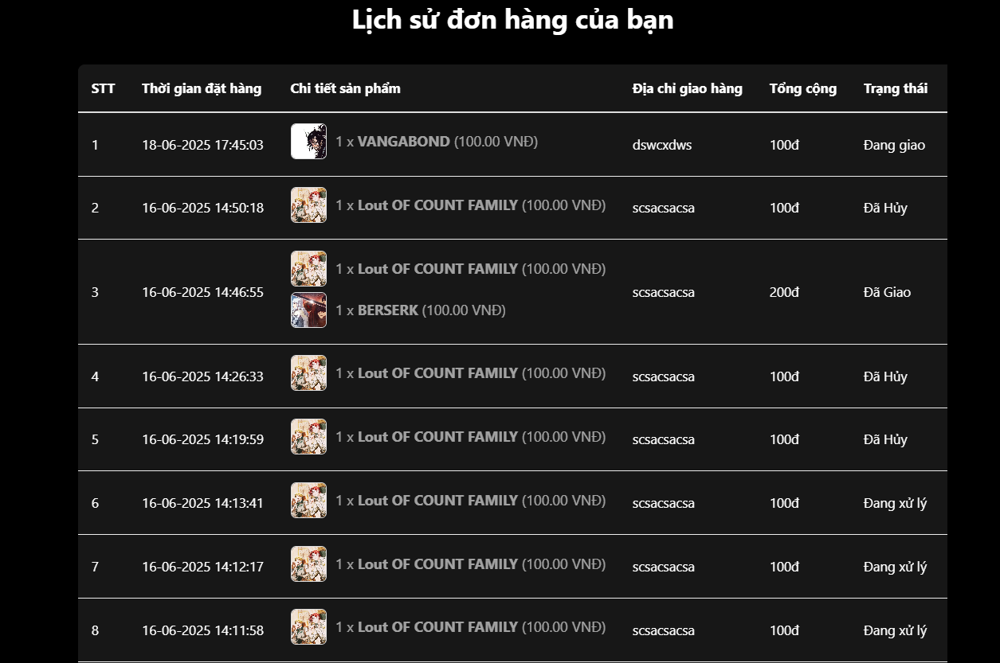 Lịch sử đơn hàng của bạn
STT Thời gian đặt hàng Chi tiết sản phẩm Địa chỉ giao hàng Tổng cộng Trạng thái
1 18-06-2025 17:45:03 1 x VANGABOND (100.00 VNĐ) dswcxdws 100đ Đang giao
2 16-06-2025 14:50:18 1 x Lout OF COUNT FAMILY (100.00 VNĐ) scsacsacsa 100đ Đã Hủy
3 16-06-2025 14:46:55 1 x Lout OF COUNT FAMILY (100.00 VNĐ) scsacsacsa 200đ Đã Giao
1 x BERSERK (100.00 VNĐ)
4 16-06-2025 14:26:33 1 x Lout OF COUNT FAMILY (100.00 VNĐ) scsacsacsa 100đ Đã Hủy
5 16-06-2025 14:19:59 1 x Lout OF COUNT FAMILY (100.00 VNĐ) scsacsacsa 100đ Đã Hủy
6 16-06-2025 14:13:41 1 x Lout OF COUNT FAMILY (100.00 VNĐ) scsacsacsa 100đ Đang xử lý
7 16-06-2025 14:12:17 1 x Lout OF COUNT FAMILY (100.00 VNĐ) scsacsacsa 100đ Đang xử lý
8 16-06-2025 14:11:58 1 x Lout OF COUNT FAMILY (100.00 VNĐ) scsacsacsa 100đ Đang xử lý